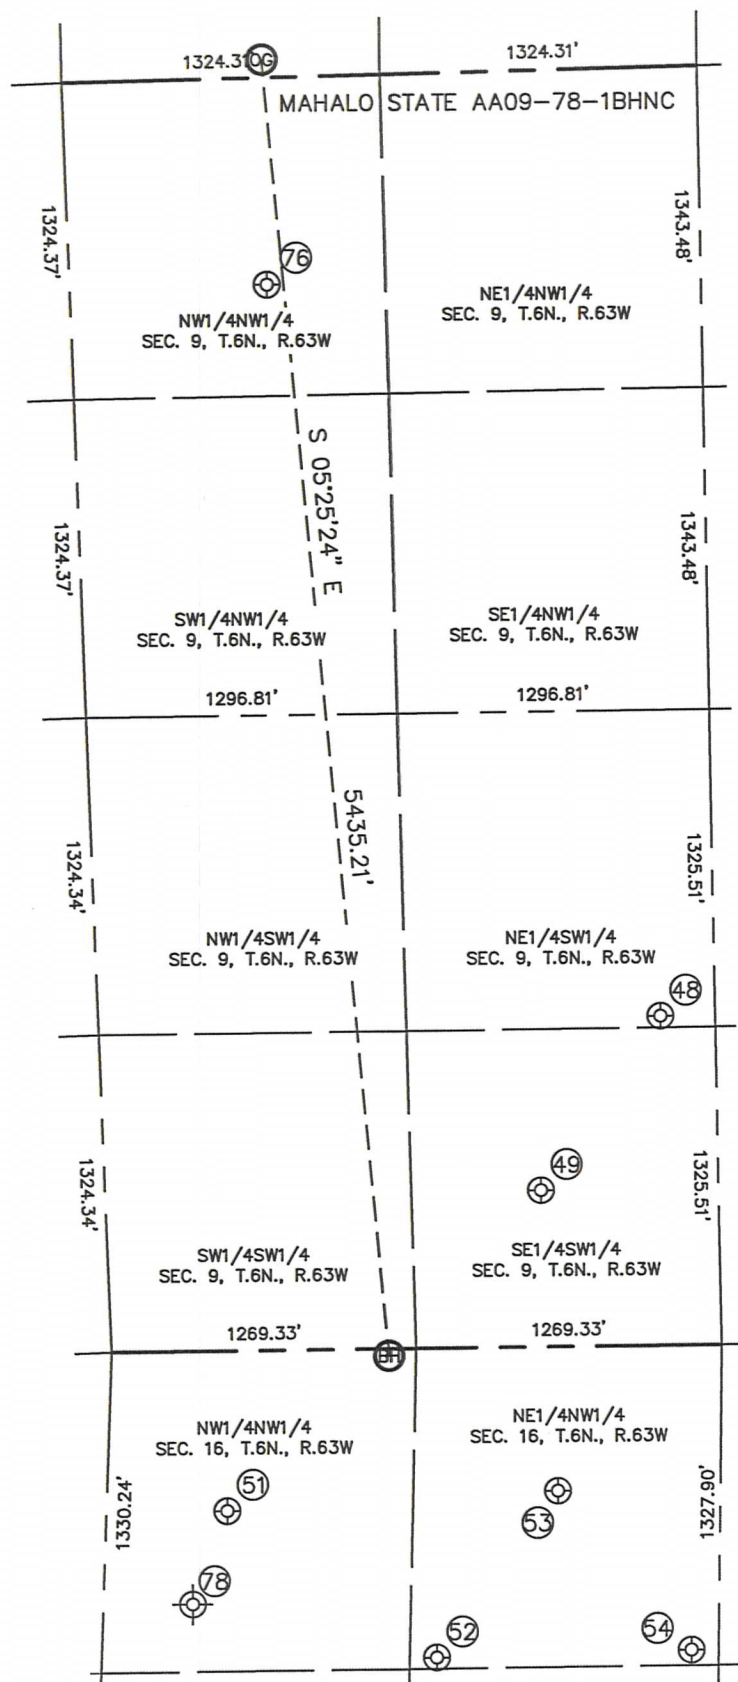 1324.31' OG 1324.31'
MAHALO STATE AA09-78-1BHNC
1324.37'
1343.48'
76
NW1/4NW1/4
SEC. 9, T.6N., R.63W
NE1/4NW1/4
SEC. 9, T.6N., R.63W
S 05°25'24" E
1324.37'
1343.48'
SW1/4NW1/4
SEC. 9, T.6N., R.63W
SE1/4NW1/4
SEC. 9, T.6N., R.63W
1296.81'
1296.81'
5435.21'
1324.34'
1325.51'
NW1/4SW1/4
SEC. 9, T.6N., R.63W
NE1/4SW1/4
SEC. 9, T.6N., R.63W
48
49
1324.34'
1325.51'
SW1/4SW1/4
SEC. 9, T.6N., R.63W
SE1/4SW1/4
SEC. 9, T.6N., R.63W
1269.33'
1269.33'
BH
NW1/4NW1/4
SEC. 16, T.6N., R.63W
NE1/4NW1/4
SEC. 16, T.6N., R.63W
1330.24'
51
53
1327.90'
78
52
54